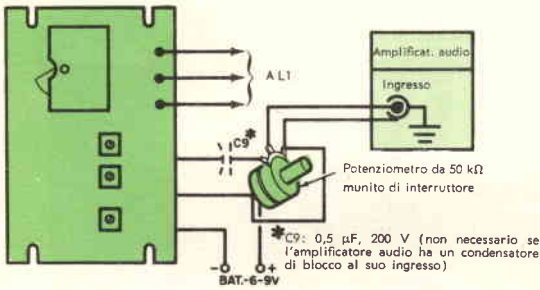 Amplificat. audio
Ingresso
A L1
C9*
Potenziometro da 50 kΩ
munito di interruttore
*C9: 0,5 µF, 200 V (non necessario se
l'amplificatore audio ha un condensatore
di blocco al suo ingresso)
- +
BAT.-6-9V